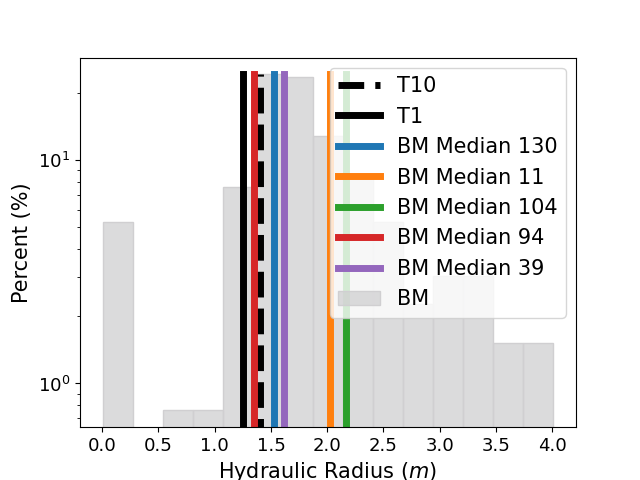 T10
T1
BM Median 130
BM Median 11
BM Median 104
BM Median 94
BM Median 39
BM
Percent (%)
10¹
10⁰
0.0 0.5 1.0 1.5 2.0 2.5 3.0 3.5 4.0
Hydraulic Radius (m)